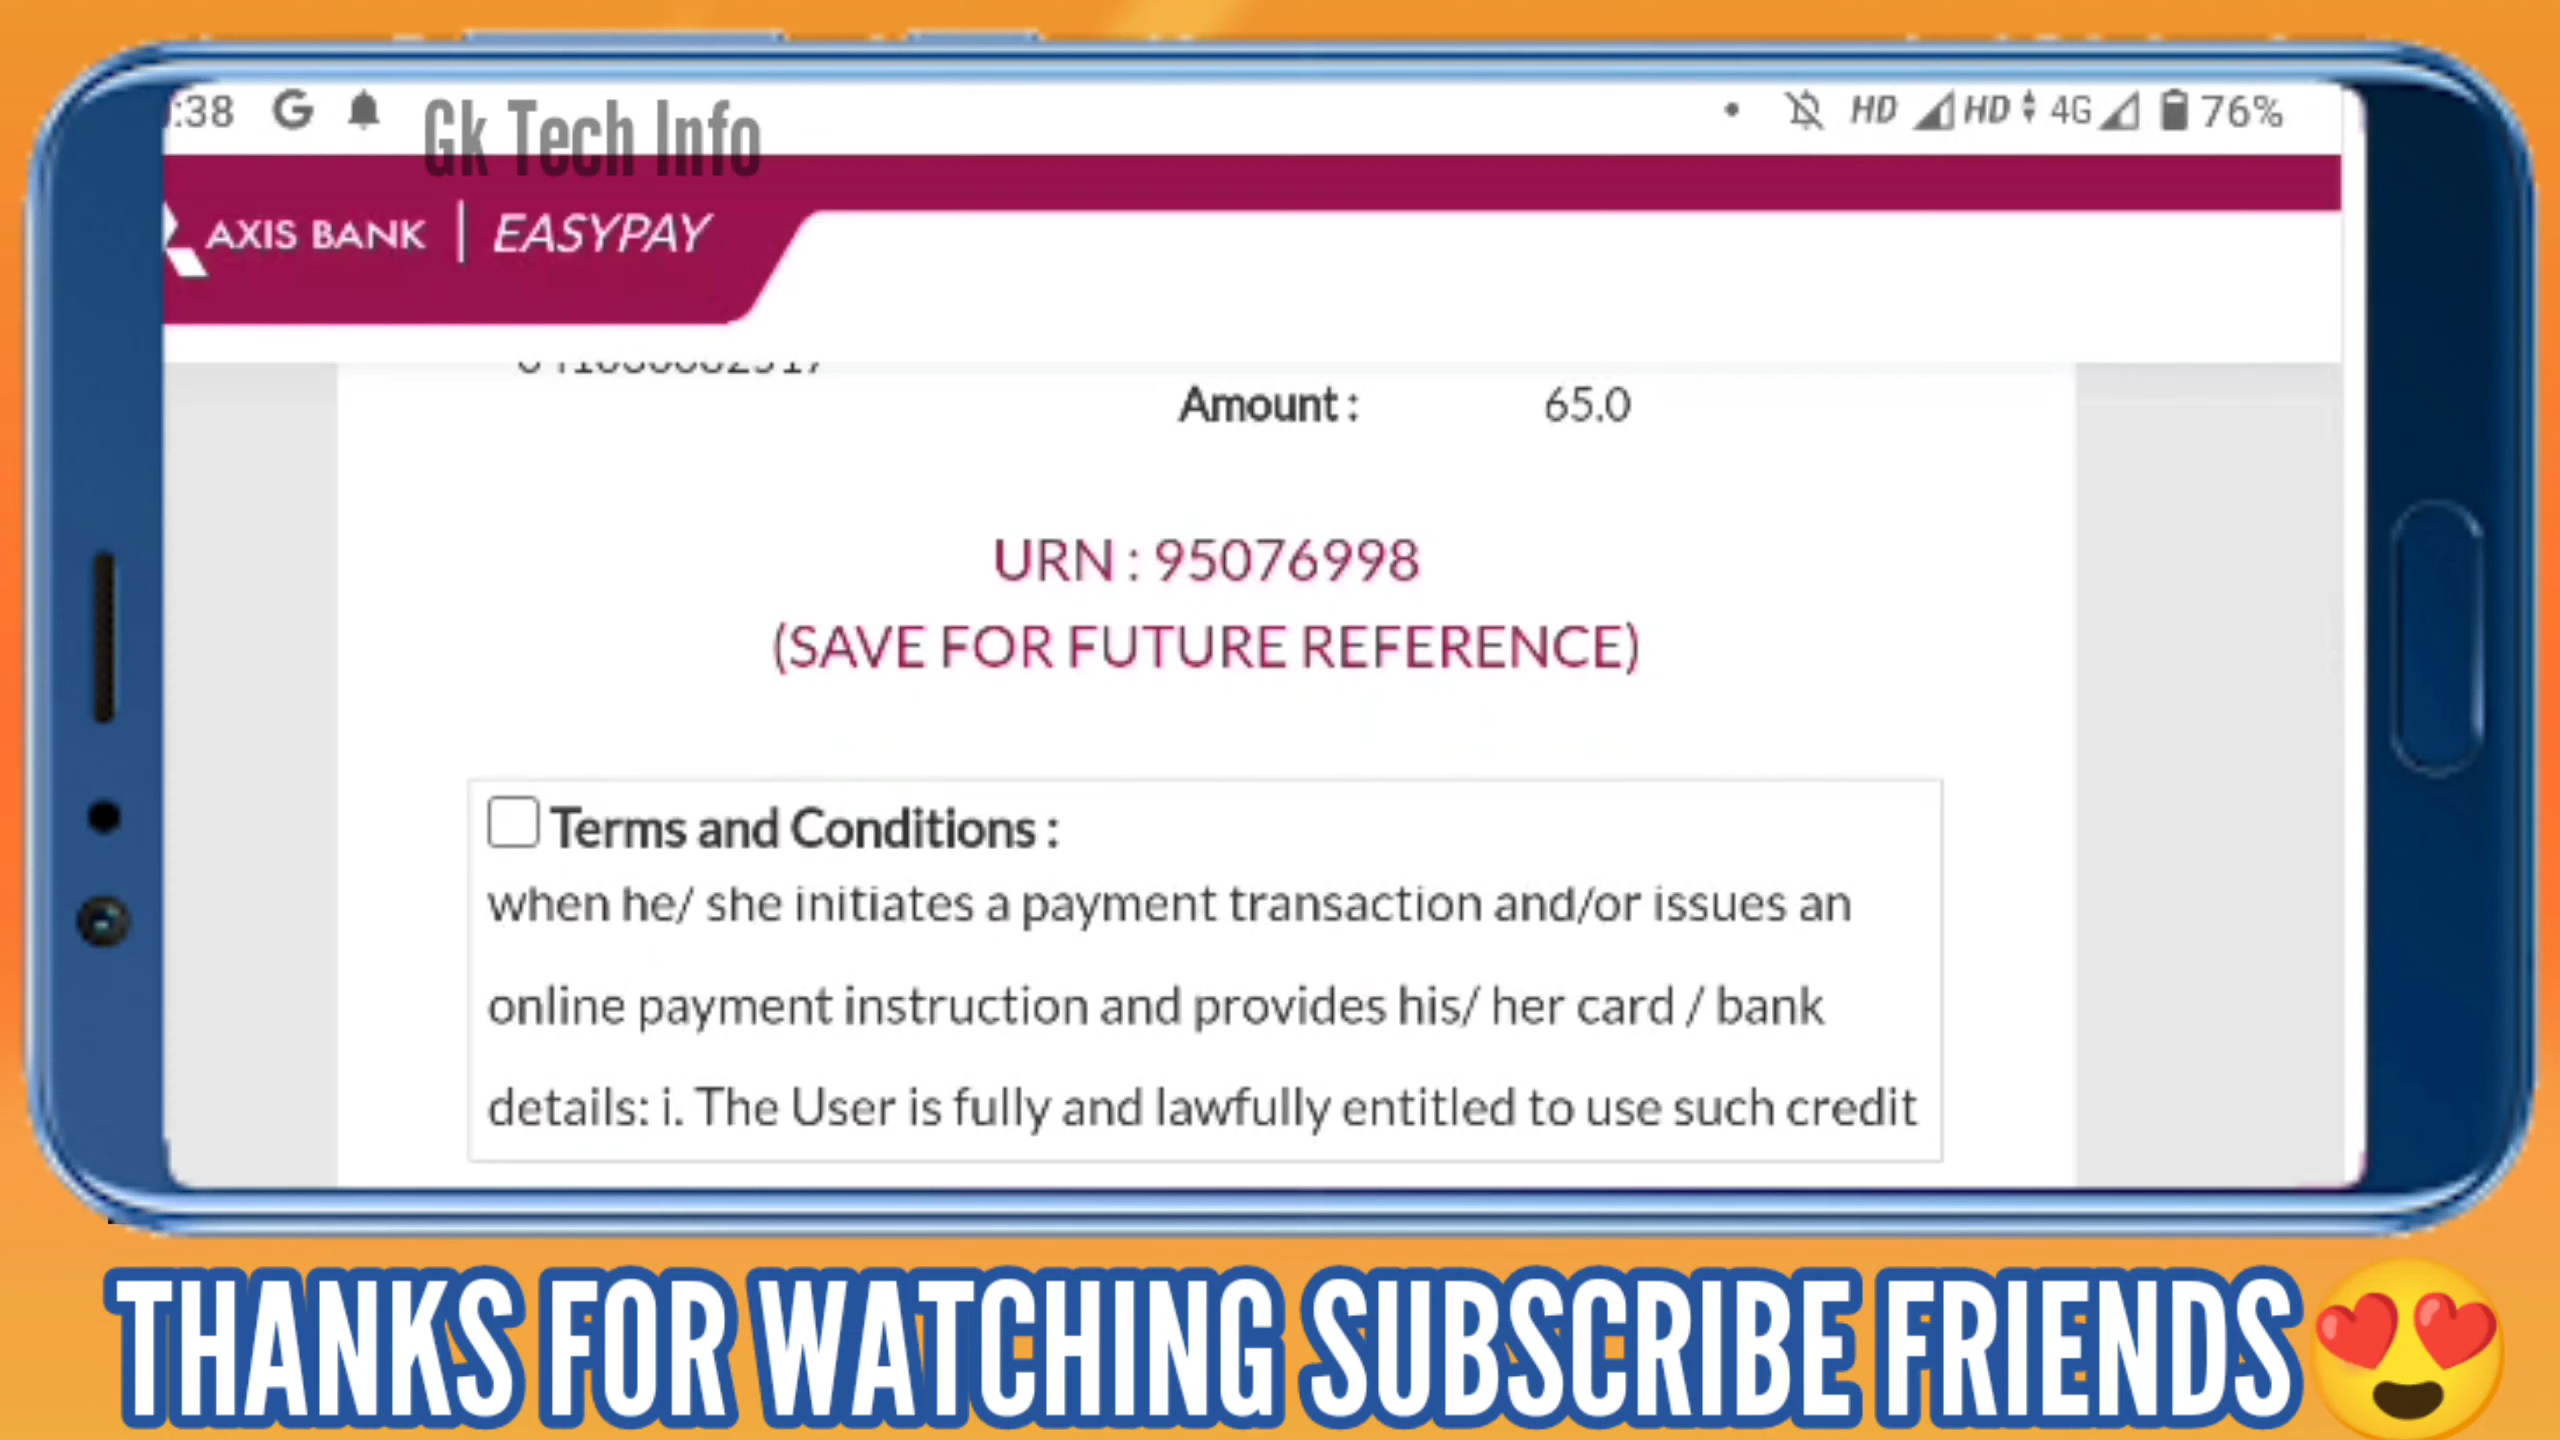 :38 G HD HD 4G 76%
Gk Tech Info
AXIS BANK | EASYPAY
Amount : 65.0
URN : 95076998
(SAVE FOR FUTURE REFERENCE)
Terms and Conditions :
when he/ she initiates a payment transaction and/or issues an
online payment instruction and provides his/ her card / bank
details: i. The User is fully and lawfully entitled to use such credit
THANKS FOR WATCHING SUBSCRIBE FRIENDS